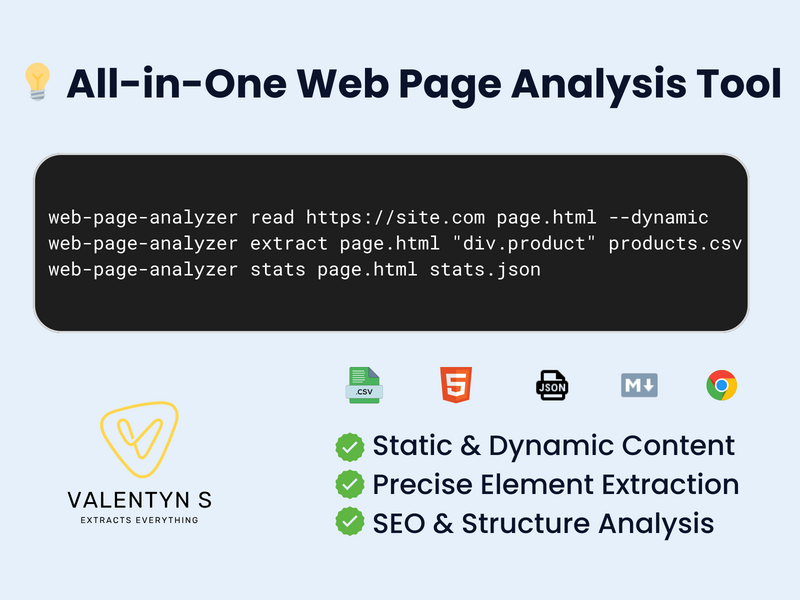 All-in-One Web Page Analysis Tool
web-page-analyzer read https://site.com page.html --dynamic
web-page-analyzer extract page.html "div.product" products.csv
web-page-analyzer stats page.html stats.json
.CSV
5
JSON
M
Static & Dynamic Content
Precise Element Extraction
SEO & Structure Analysis
VALENTYN S
EXTRACTS EVERYTHING